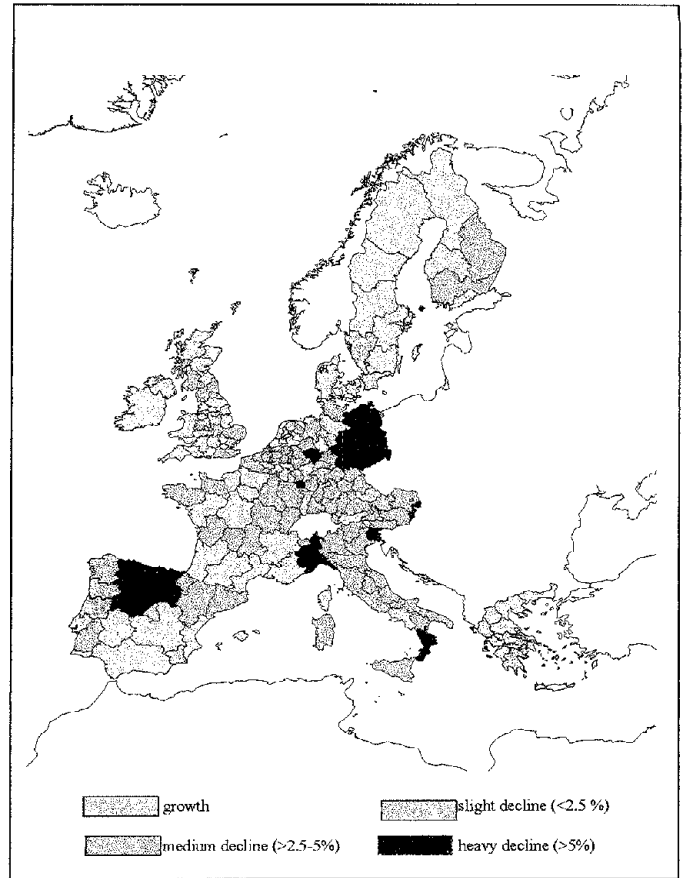 growth
slight decline (<2.5 %)
medium decline (>2.5-5%)
heavy decline (>5%)